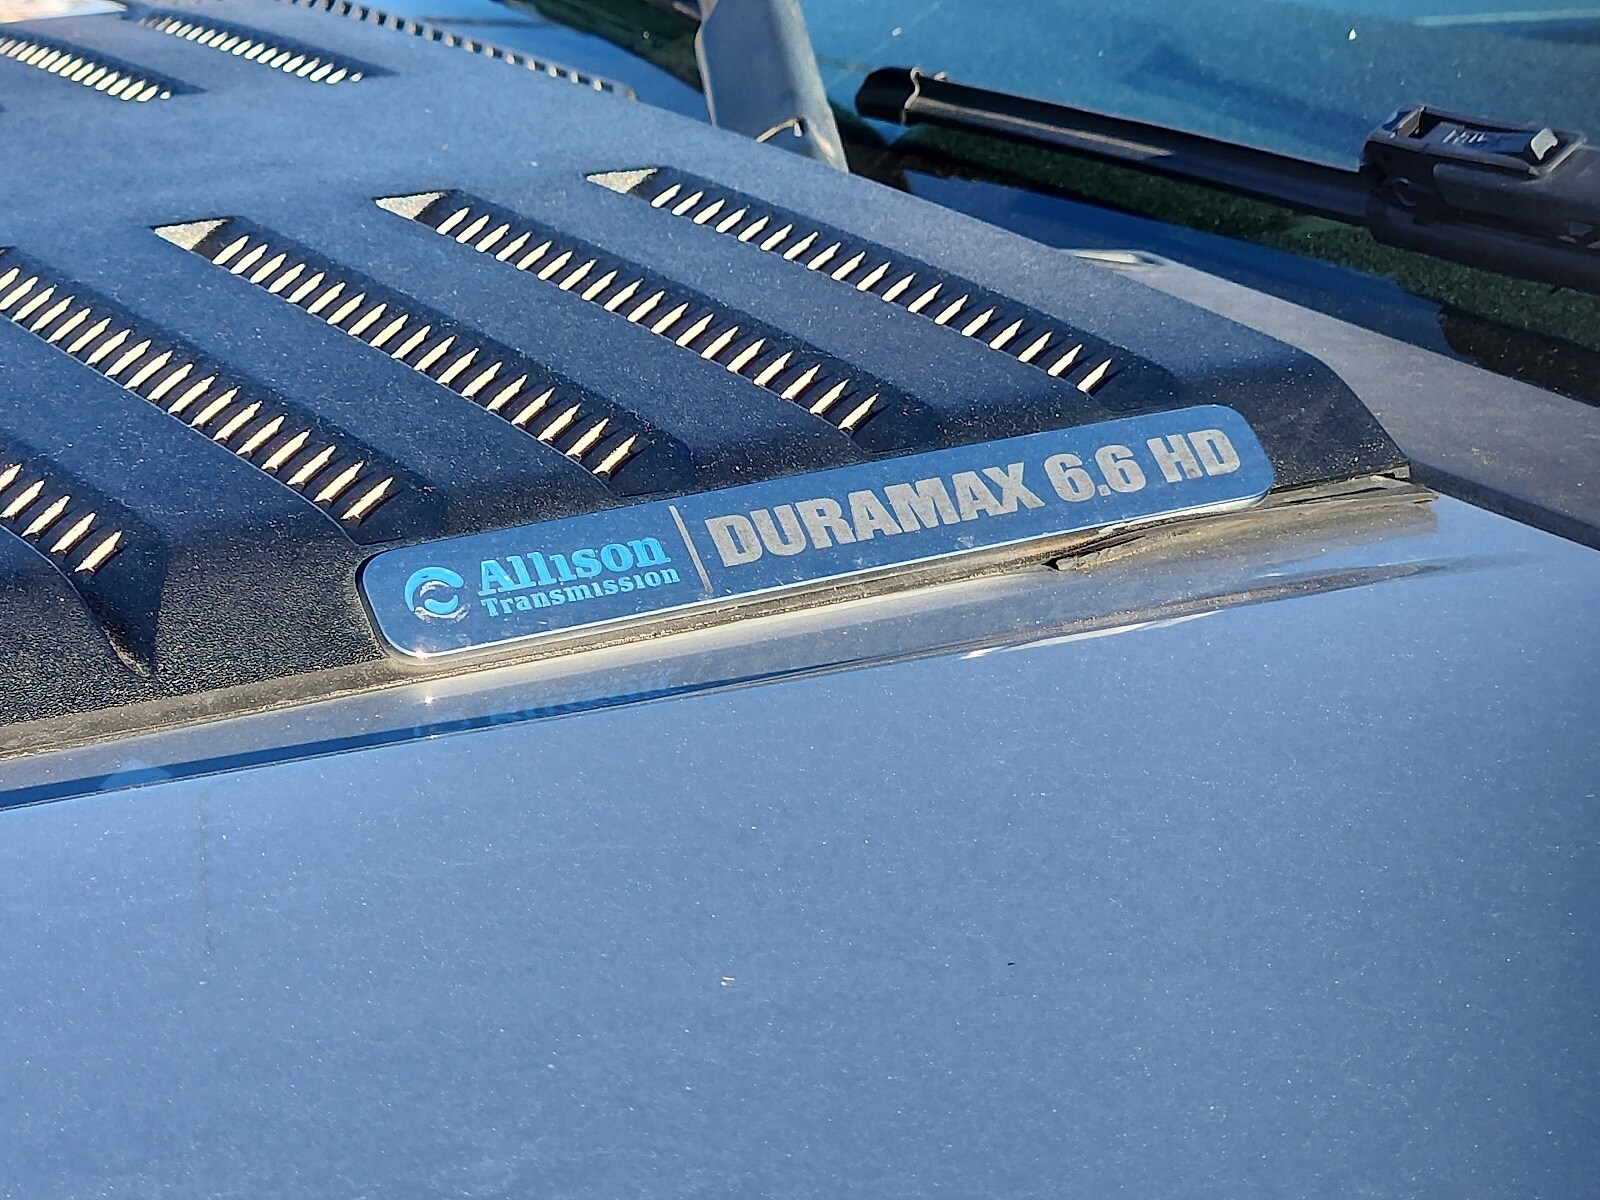 Allison
Transmission
DURAMAX 6.6 HD